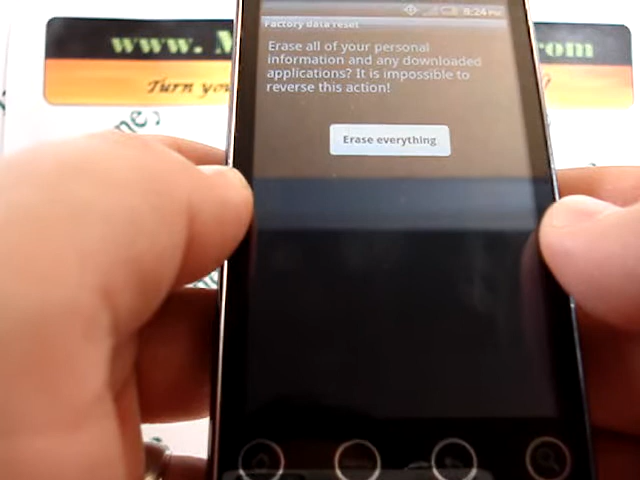 www. M
om
Turn you
8:24 PM
Factory data reset
Erase all of your personal
information and any downloaded
applications? It is impossible to
reverse this action!
Erase everything